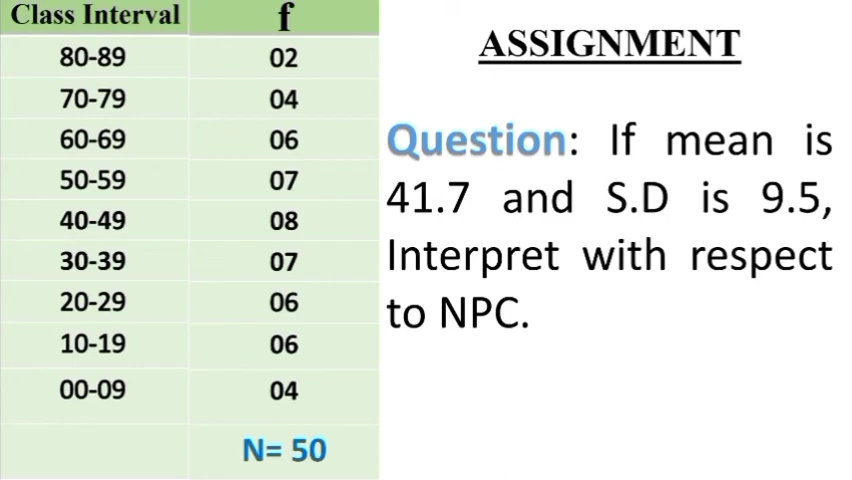 Class Interval f
80-89 02
70-79 04
60-69 06
50-59 07
40-49 08
30-39 07
20-29 06
10-19 06
00-09 04
N= 50
ASSIGNMENT
Question: If mean is
41.7 and S.D is 9.5,
Interpret with respect
to NPC.